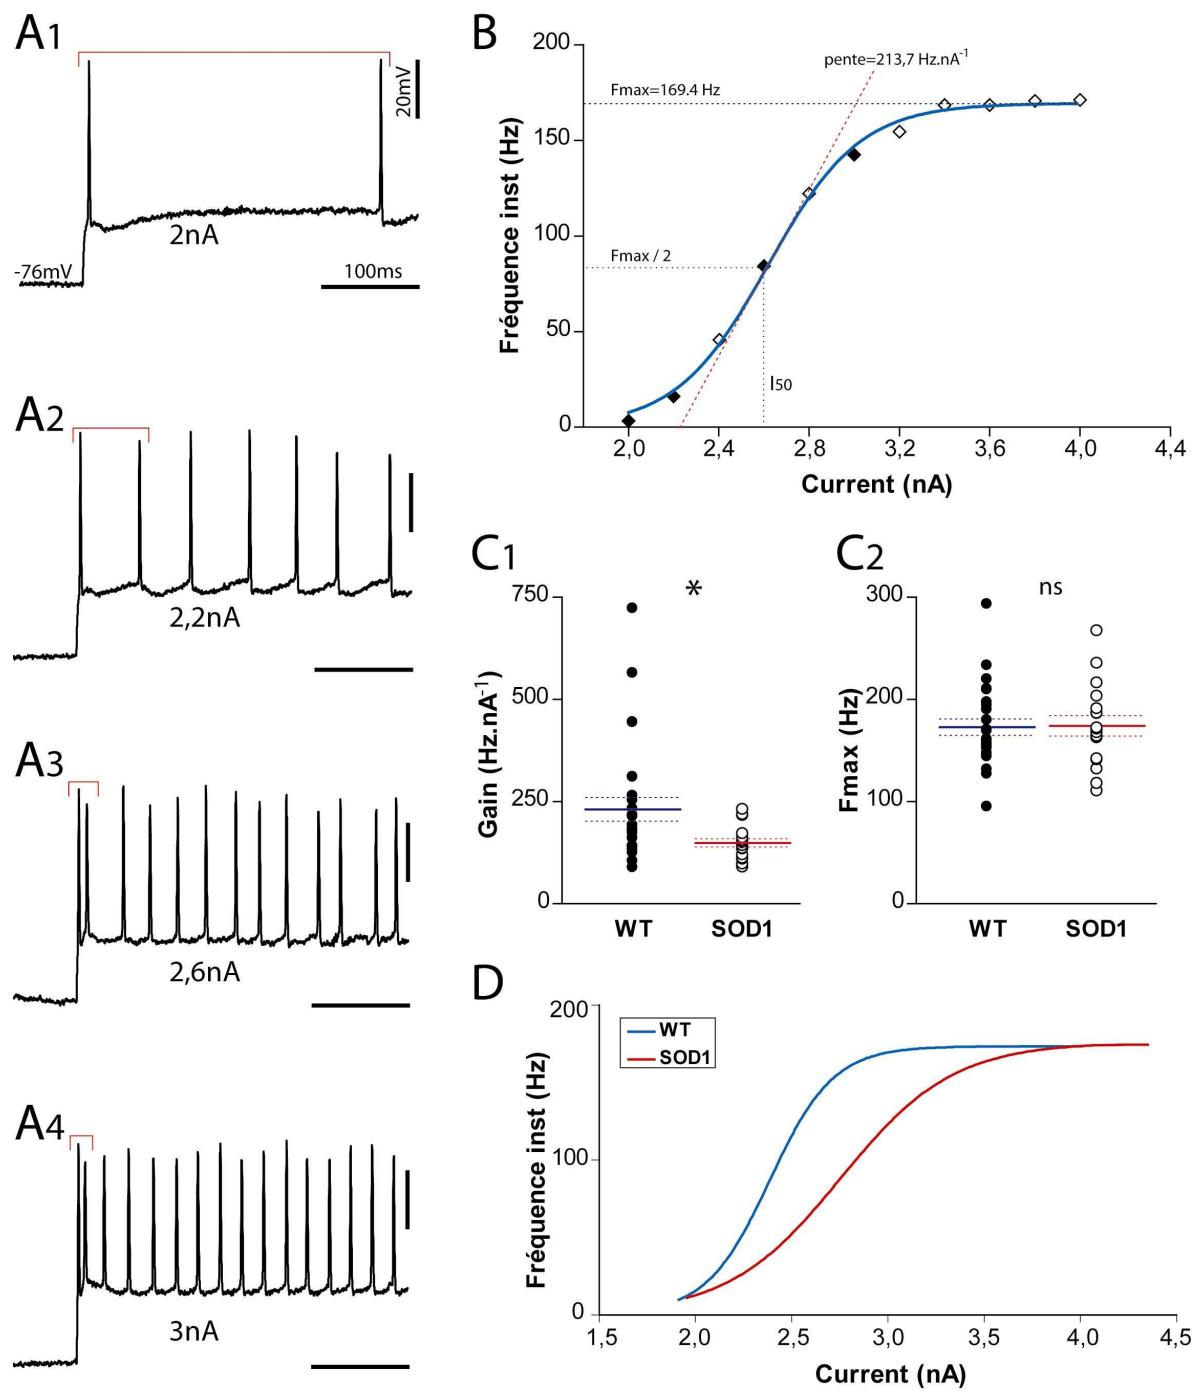 A1
20mV
2nA
-76mV
100ms
A2
2,2nA
A3
2,6nA
A4
3nA
B
200
150
100
50
0
Fréquence inst (Hz)
pente=213,7 Hz.nA-1
Fmax=169.4 Hz
Fmax / 2
I50
2,0 2,4 2,8 3,2 3,6 4,0 4,4
Current (nA)
C1
750
500
250
0
Gain (Hz.nA-1)
*
WT SOD1
C2
300
200
100
0
Fmax (Hz)
ns
WT SOD1
D
200
100
0
Fréquence inst (Hz)
WT
SOD1
1,5 2,0 2,5 3,0 3,5 4,0 4,5
Current (nA)